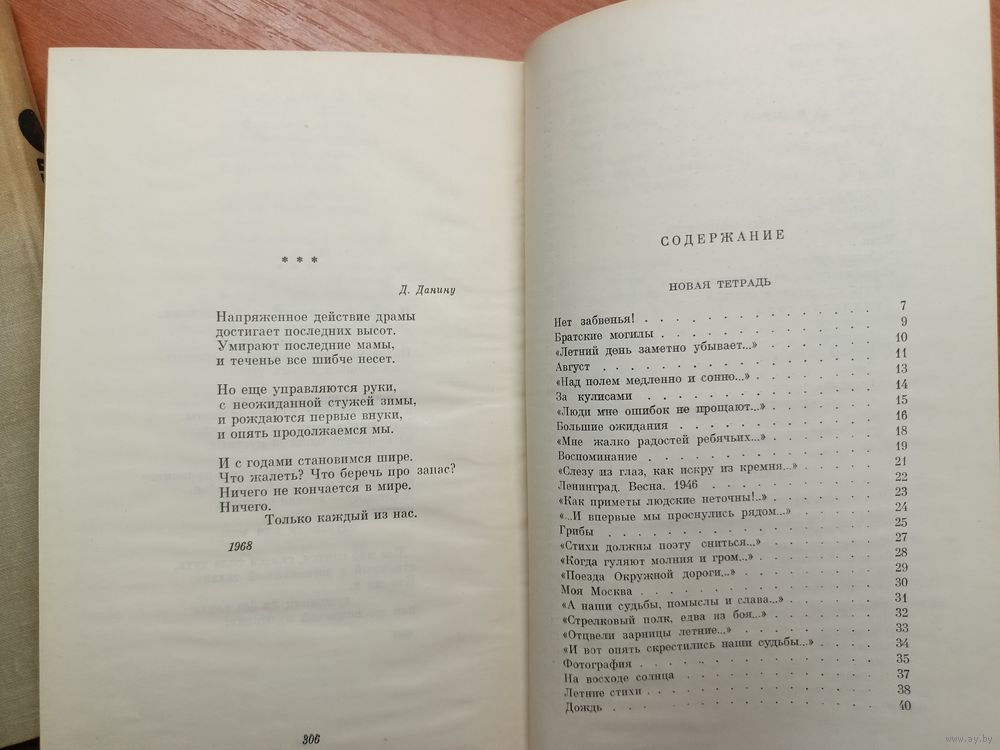 * * *
Д. Данину
Напряженное действие драмы
достигает последних высот.
Умирают последние мамы,
и теченье все шибче несет.
Но еще управляются руки,
с неожиданной стужей зимы,
и рождаются первые внуки,
и опять продолжаемся мы.
И с годами становимся шире.
Что жалеть? Что беречь про запас?
Ничего не кончается в мире.
Ничего.
Только каждый из нас.
1968
306
СОДЕРЖАНИЕ
НОВАЯ ТЕТРАДЬ
Нет забвенья! . . . . . . . . . . . . . 7
Братские могилы . . . . . . . . . . . . 9
«Летний день заметно убывает...» . . . . . . . 10
Август . . . . . . . . . . . . . . . 11
«Над полем медленно и сонно...» . . . . . . . 13
За кулисами . . . . . . . . . . . . . 14
«Люди мне ошибок не прощают...» . . . . . . 15
Большие ожидания . . . . . . . . . . . 16
«Мне жалко радостей ребячьих...» . . . . . . 18
Воспоминание . . . . . . . . . . . . . 19
«Слезу из глаз, как искру из кремня...» . . . . 21
Ленинград. Весна. 1946 . . . . . . . . . . 22
«Как приметы людские неточны!..» . . . . . . 23
«...И впервые мы проснулись рядом...» . . . . . 24
Грибы . . . . . . . . . . . . . . . 25
«Стихи должны поэту сниться...» . . . . . . . 27
«Когда гуляют молния и гром...» . . . . . . . 28
«Поезда Окружной дороги...» . . . . . . . . 29
Моя Москва . . . . . . . . . . . . . 30
«А наши судьбы, помыслы и слава...» . . . . . 31
«Стрелковый полк, едва из боя...» . . . . . . 32
«Отцвели зарницы летние...» . . . . . . . . 33
«И вот опять скрестились наши судьбы...» . . . . 34
Фотография . . . . . . . . . . . . . 35
На восходе солнца . . . . . . . . . . . 37
Летние стихи . . . . . . . . . . . . . 38
Дождь . . . . . . . . . . . . . . . 40
www.ay.by